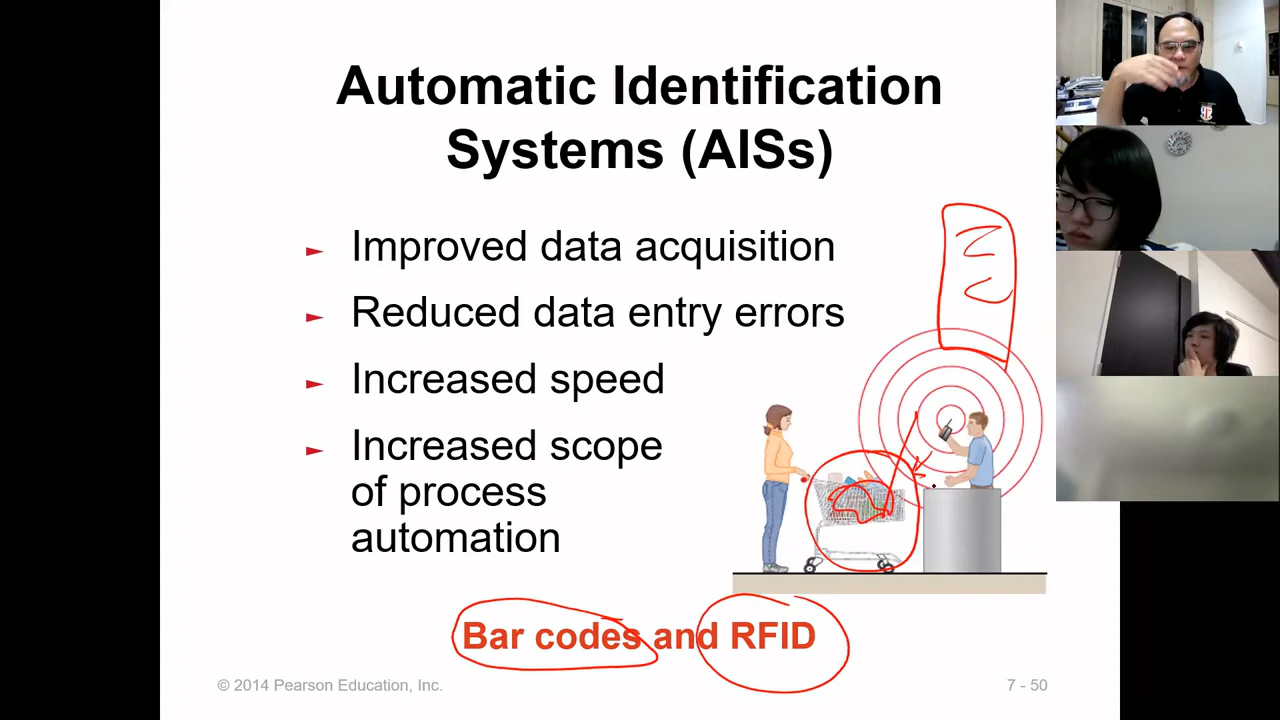 Automatic Identification
Systems (AISs)
► Improved data acquisition
► Reduced data entry errors
► Increased speed
► Increased scope
of process
automation
Bar codes and RFID
© 2014 Pearson Education, Inc.
7 - 50